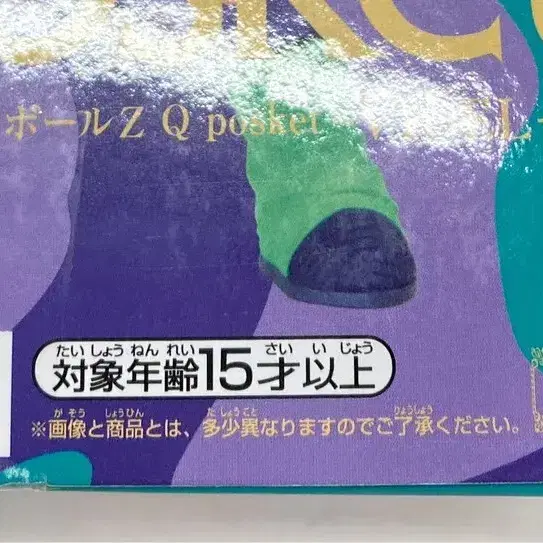 ボールZ Q posket
たいしょうねんれい さいいじょう
対象年齢15才以上
がぞう しょうひん たしょうこと りょうしょう
※画像と商品とは、多少異なりますのでご了承ください。